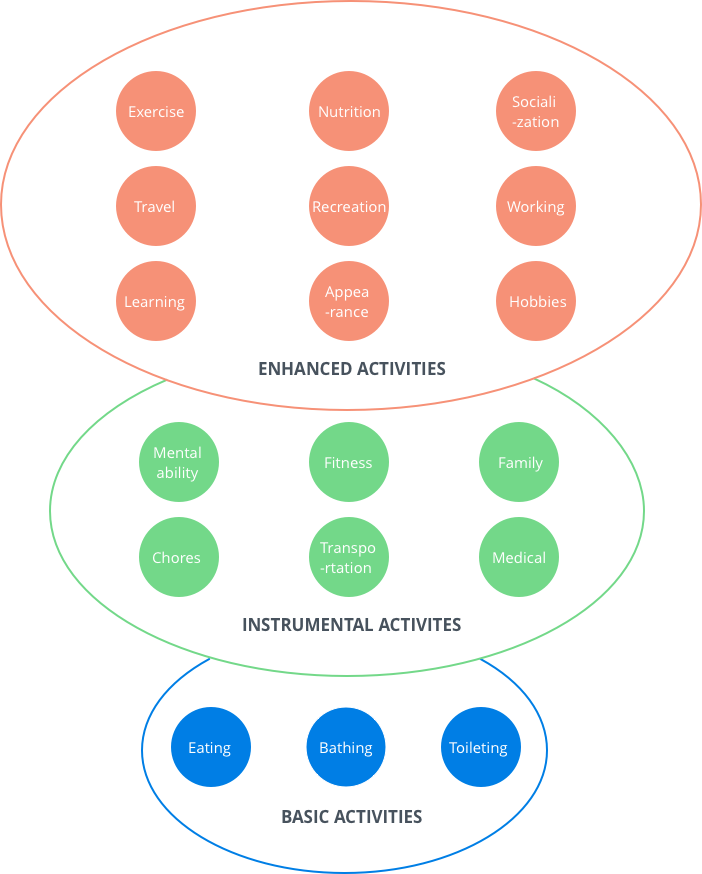 Exercise
Nutrition
Sociali
-zation
Travel
Recreation
Working
Learning
Appea
-rance
Hobbies
ENHANCED ACTIVITIES
Mental
ability
Fitness
Family
Chores
Transpo
-rtation
Medical
INSTRUMENTAL ACTIVITES
Eating
Bathing
Toileting
BASIC ACTIVITIES